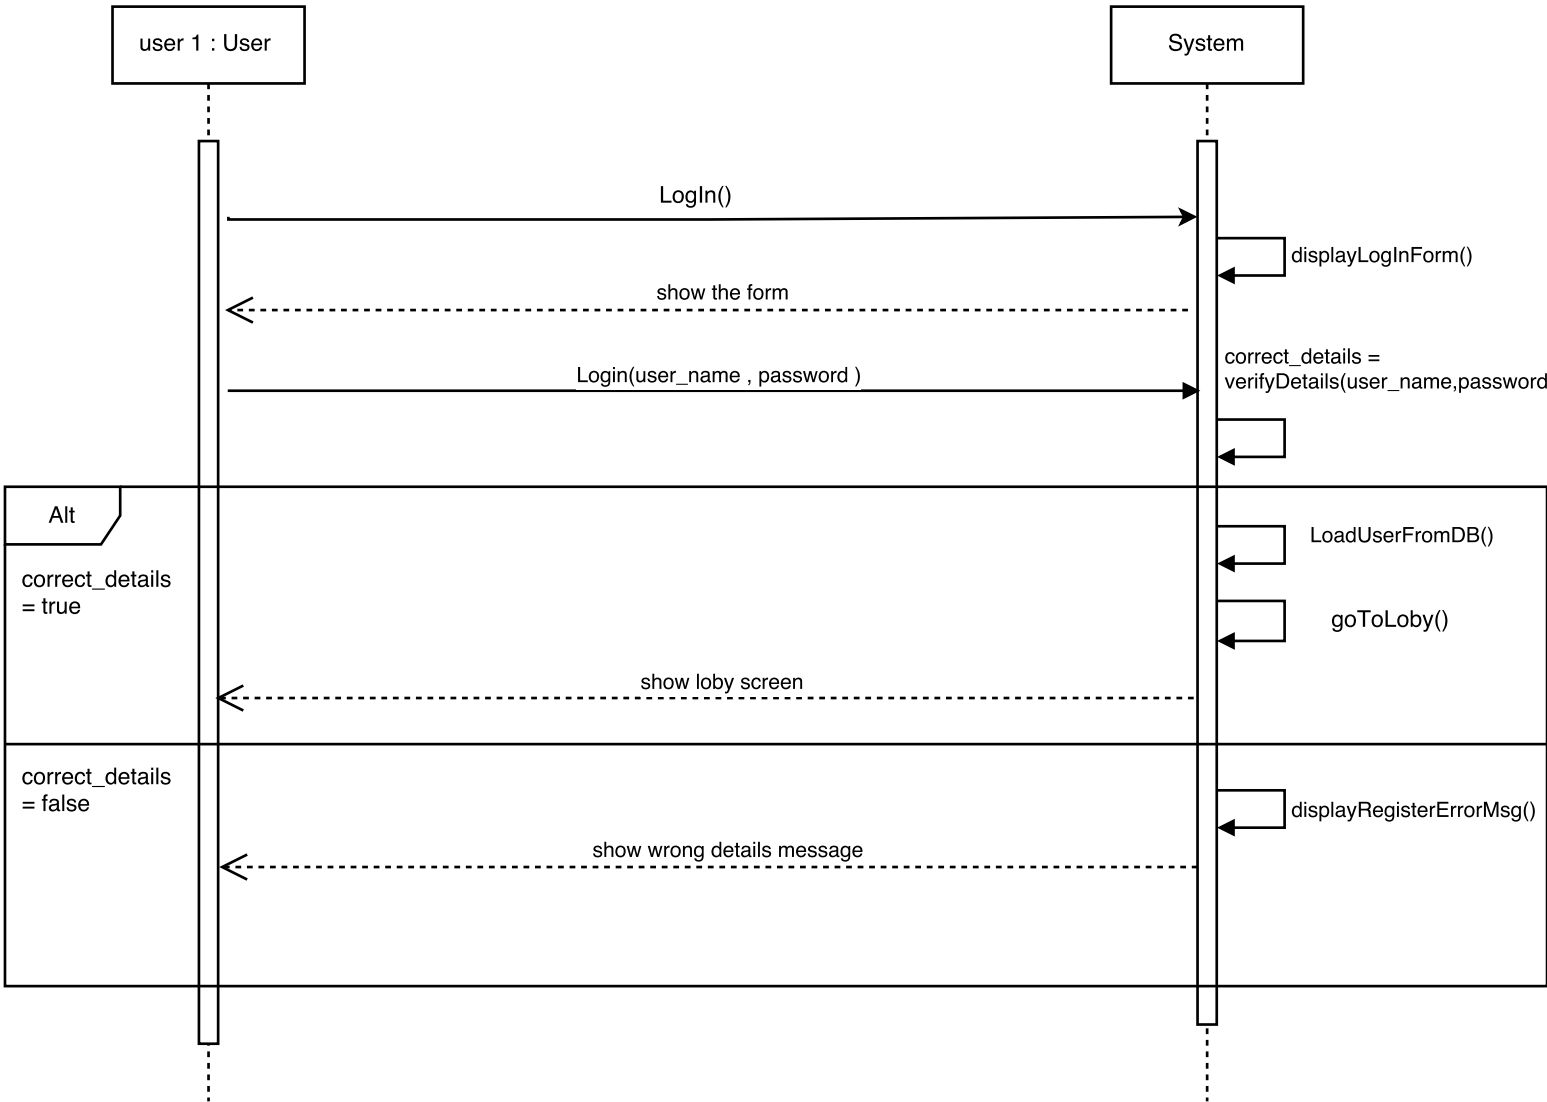 user 1 : User
System
LogIn()
displayLogInForm()
show the form
correct_details =
verifyDetails(user_name,password
Login(user_name , password )
Alt
LoadUserFromDB()
correct_details
= true
goToLoby()
show loby screen
correct_details
= false
displayRegisterErrorMsg()
show wrong details message